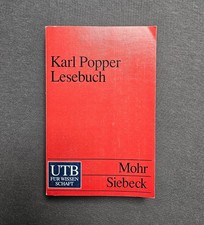 Karl Popper
Lesebuch
UTB
FÜR WISSEN
SCHAFT
Mohr
Siebeck